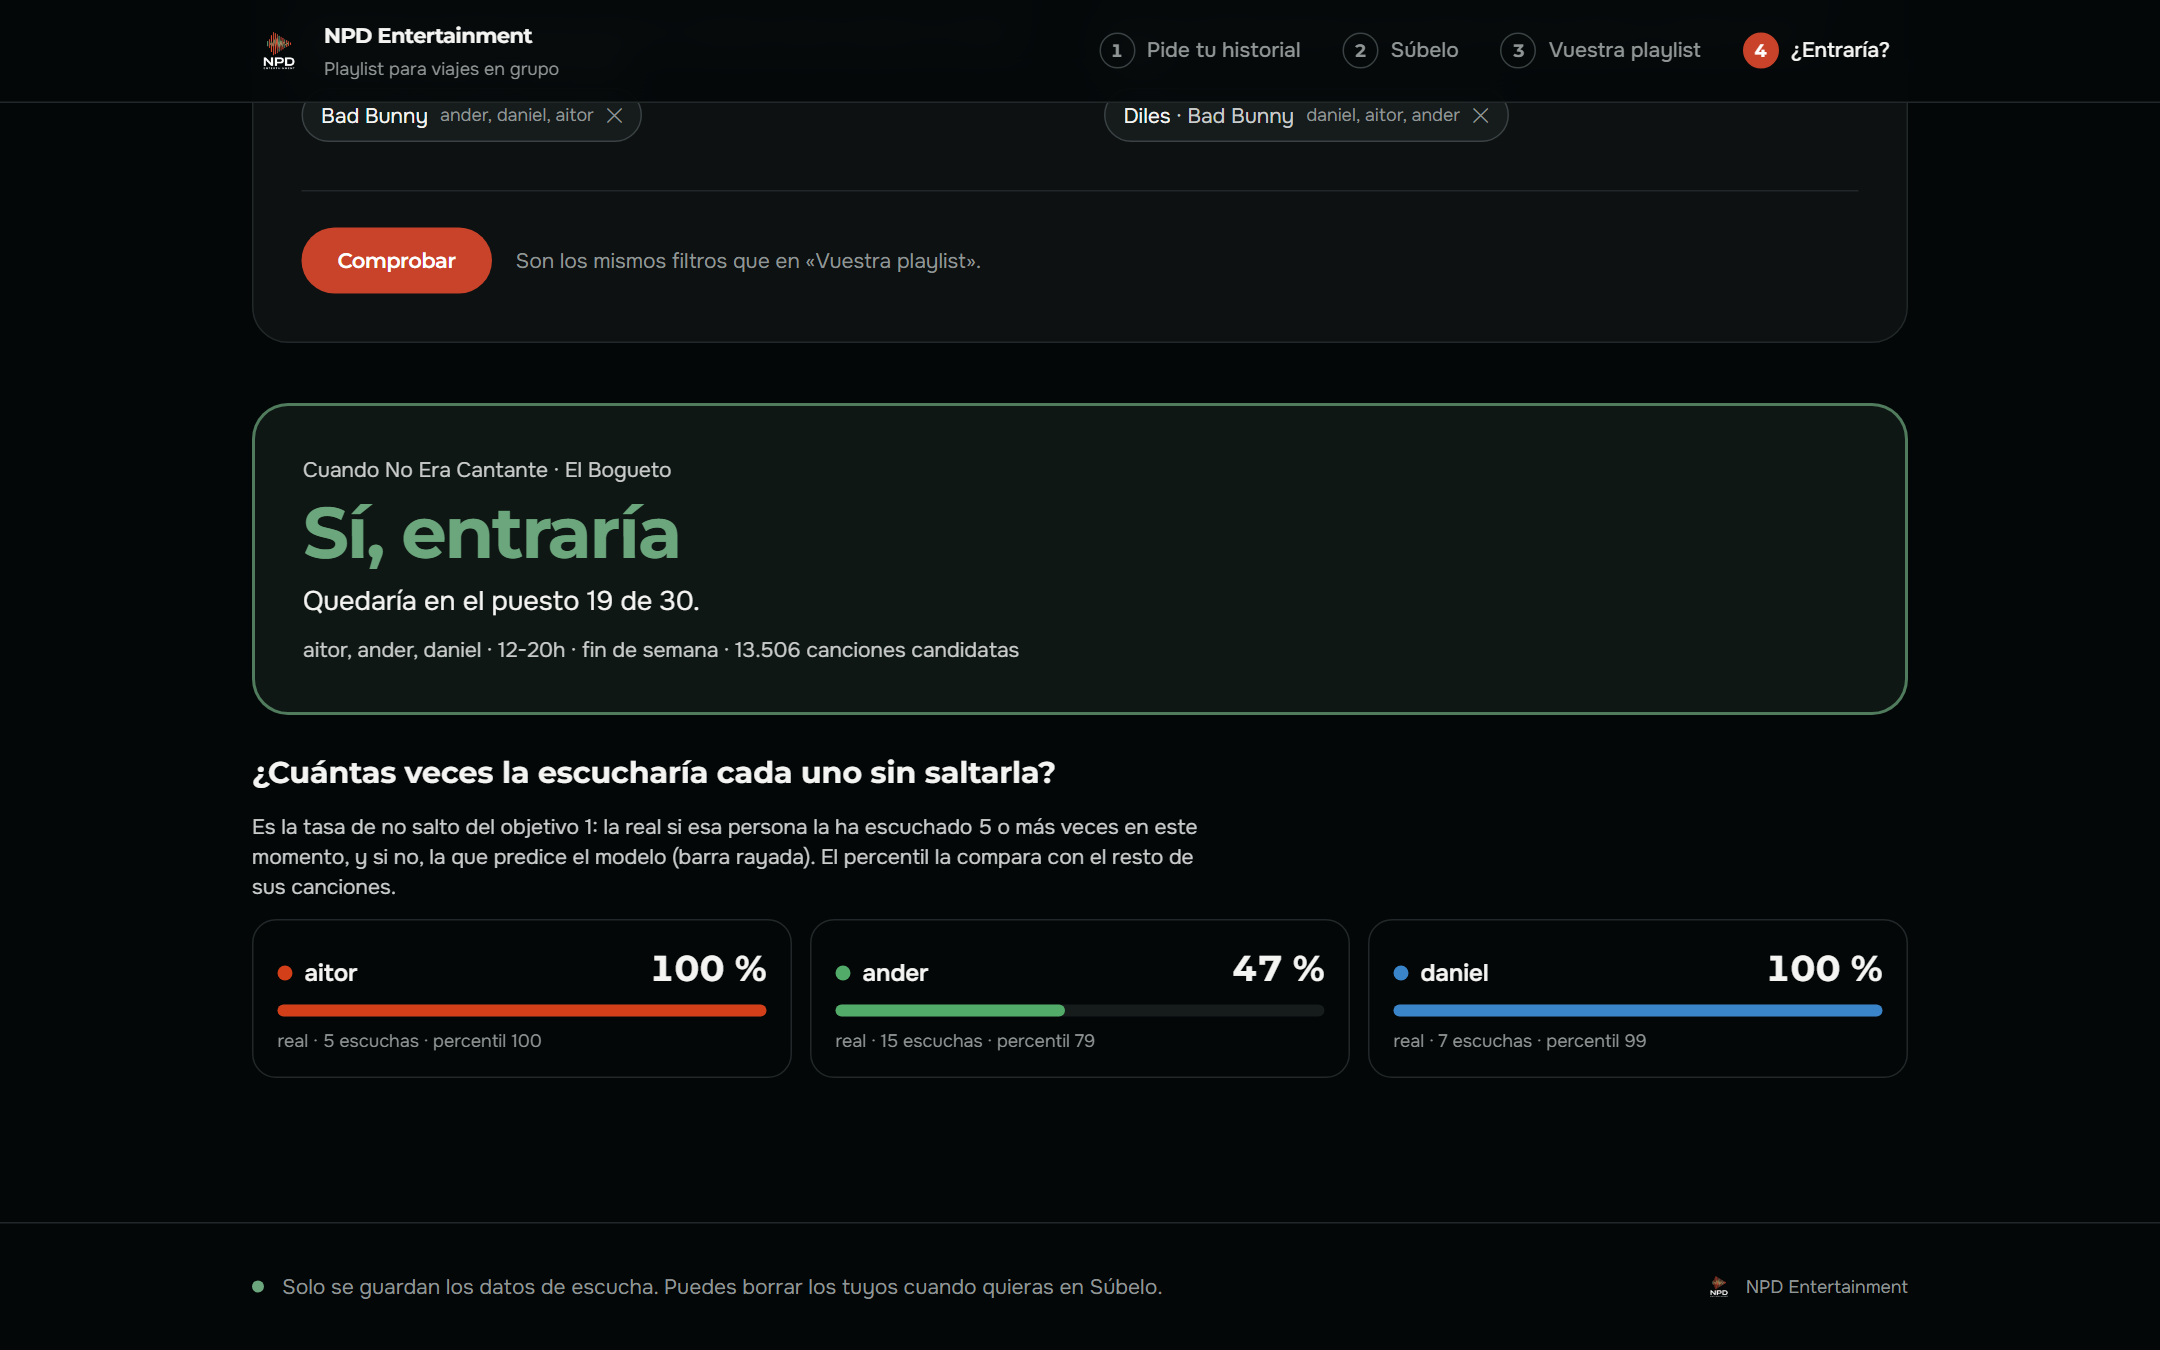 NPD Entertainment
Playlist para viajes en grupo
1 Pide tu historial
2 Súbelo
3 Vuestra playlist
4 ¿Entraría?
NPD
Bad Bunny ander, daniel, aitor
Diles · Bad Bunny daniel, aitor, ander
Comprobar
Son los mismos filtros que en «Vuestra playlist».
Cuando No Era Cantante · El Bogueto
Sí, entraría
Quedaría en el puesto 19 de 30.
aitor, ander, daniel · 12-20h · fin de semana · 13.506 canciones candidatas
¿Cuántas veces la escucharía cada uno sin saltarla?
Es la tasa de no salto del objetivo 1: la real si esa persona la ha escuchado 5 o más veces en este
momento, y si no, la que predice el modelo (barra rayada). El percentil la compara con el resto de
sus canciones.
aitor 100 %
real · 5 escuchas · percentil 100
ander 47 %
real · 15 escuchas · percentil 79
daniel 100 %
real · 7 escuchas · percentil 99
Solo se guardan los datos de escucha. Puedes borrar los tuyos cuando quieras en Súbelo.
NPD
NPD Entertainment